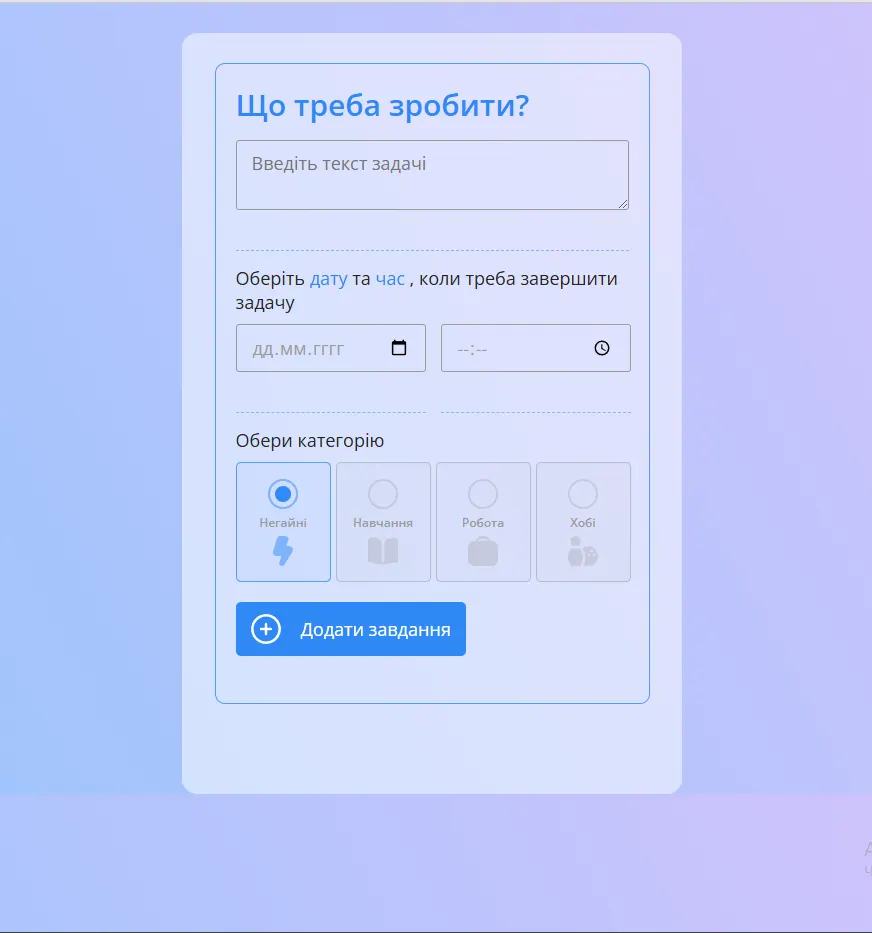 Що треба зробити?
Введіть текст задачі
Оберіть дату та час , коли треба завершити
задачу
дд.мм.гггг
--:--
Обери категорію
Негайні
Навчання
Робота
Хобі
Додати завдання